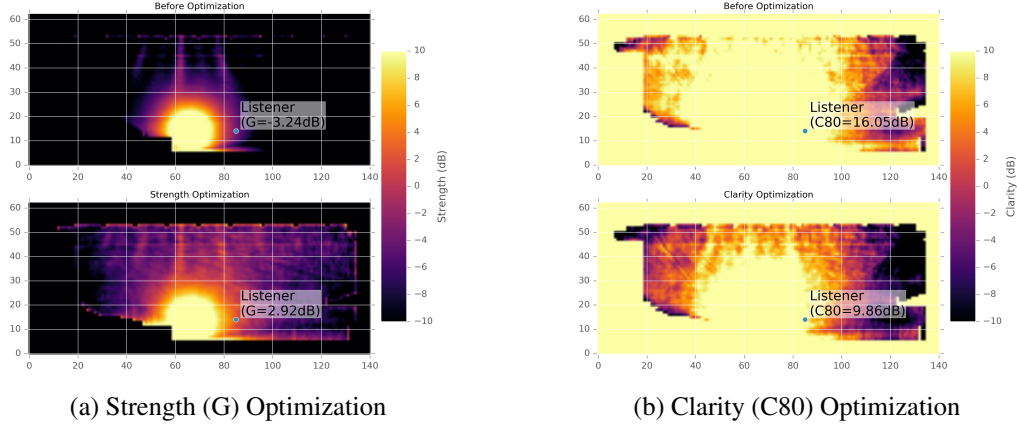 Before Optimization
60
50
40
30
20
10
0
0 20 40 60 80 100 120 140
Listener
(G=-3.24dB)
Strength Optimization
60
50
40
30
20
10
0
0 20 40 60 80 100 120 140
Listener
(G=2.92dB)
10
8
6
4
2
0
−2
−4
−6
−8
−10
Strength (dB)
(a) Strength (G) Optimization
Before Optimization
60
50
40
30
20
10
0
0 20 40 60 80 100 120 140
Listener
(C80=16.05dB)
Clarity Optimization
60
50
40
30
20
10
0
0 20 40 60 80 100 120 140
Listener
(C80=9.86dB)
10
8
6
4
2
0
−2
−4
−6
−8
−10
Clarity (dB)
(b) Clarity (C80) Optimization